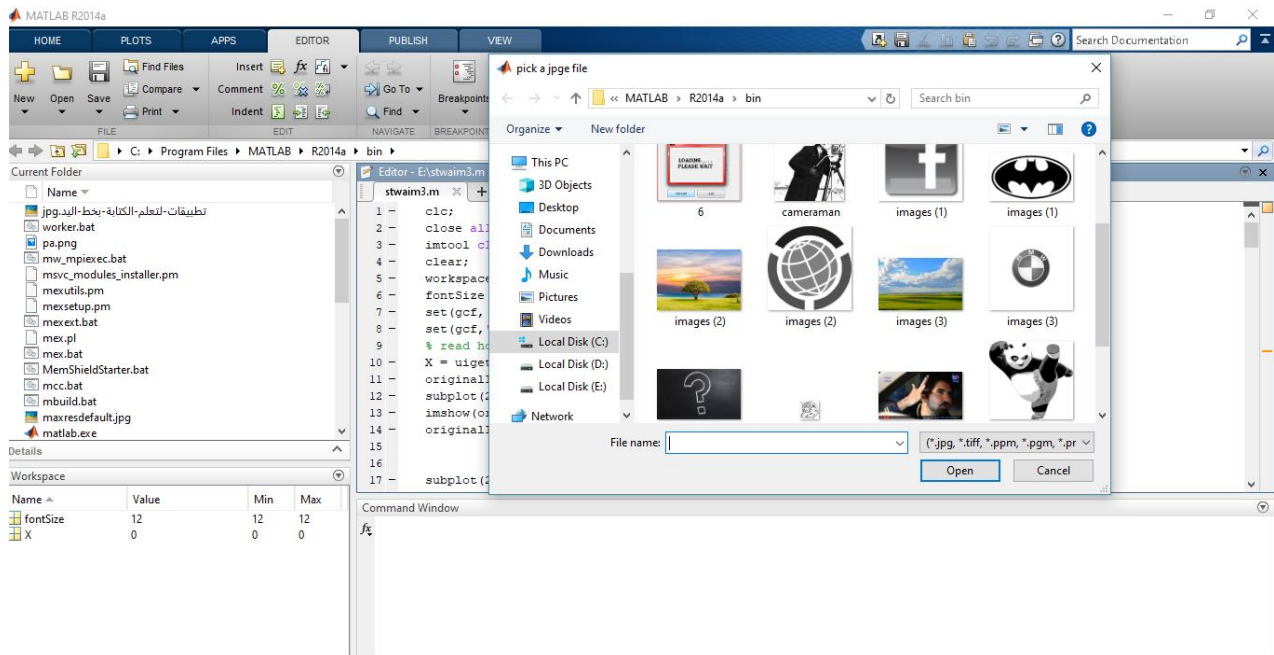 MATLAB R2014a
HOME PLOTS APPS EDITOR PUBLISH VIEW Search Documentation
New Open Save Find Files Compare Print
Insert fx Comment Indent
Go To Find Breakpoints
FILE EDIT NAVIGATE BREAKPOINT
C: Program Files MATLAB R2014a bin
Current Folder
Name
تطبيقات-لتعلم-الكتابة-بخط-اليد.jpg
worker.bat
pa.png
mw_mpiexec.bat
msvc_modules_installer.pm
mexutils.pm
mexsetup.pm
mexext.bat
mex.pl
mex.bat
MemShieldStarter.bat
mcc.bat
mbuild.bat
maxresdefault.jpg
matlab.exe
Details
Workspace
Name Value Min Max
fontSize 12 12 12
X 0 0 0
Editor - E:\stwaim3.m
stwaim3.m
1 clc;
2 close all
3 imtool cl
4 clear;
5 workspace
6 fontSize
7 set(gcf,
8 set(gcf,'
9 % read ho
10 X = uiget
11 originalI
12 subplot(2
13 imshow(or
14 originalI
15
16
17 subplot(2
Command Window
fx
pick a jpge file
« MATLAB R2014a bin
Search bin
Organize New folder
This PC
3D Objects
Desktop
Documents
Downloads
Music
Pictures
Videos
Local Disk (C:)
Local Disk (D:)
Local Disk (E:)
Network
LOADING......
PLEASE WAIT
6 cameraman images (1) images (1)
BMW
images (2) images (2) images (3) images (3)
File name:
(*.jpg, *.tiff, *.ppm, *.pgm, *.pr
Open Cancel